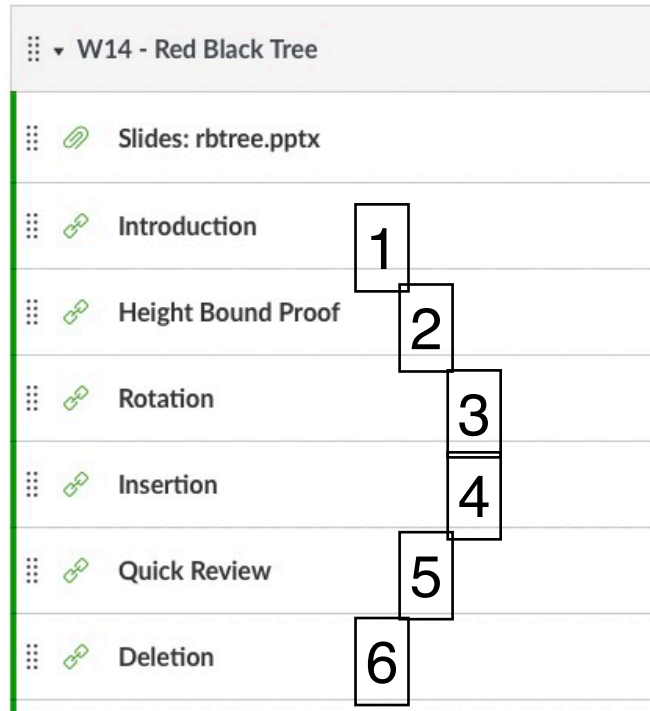 W14 - Red Black Tree
Slides: rbtree.pptx
Introduction
1
Height Bound Proof
2
Rotation
3
Insertion
4
Quick Review
5
Deletion
6